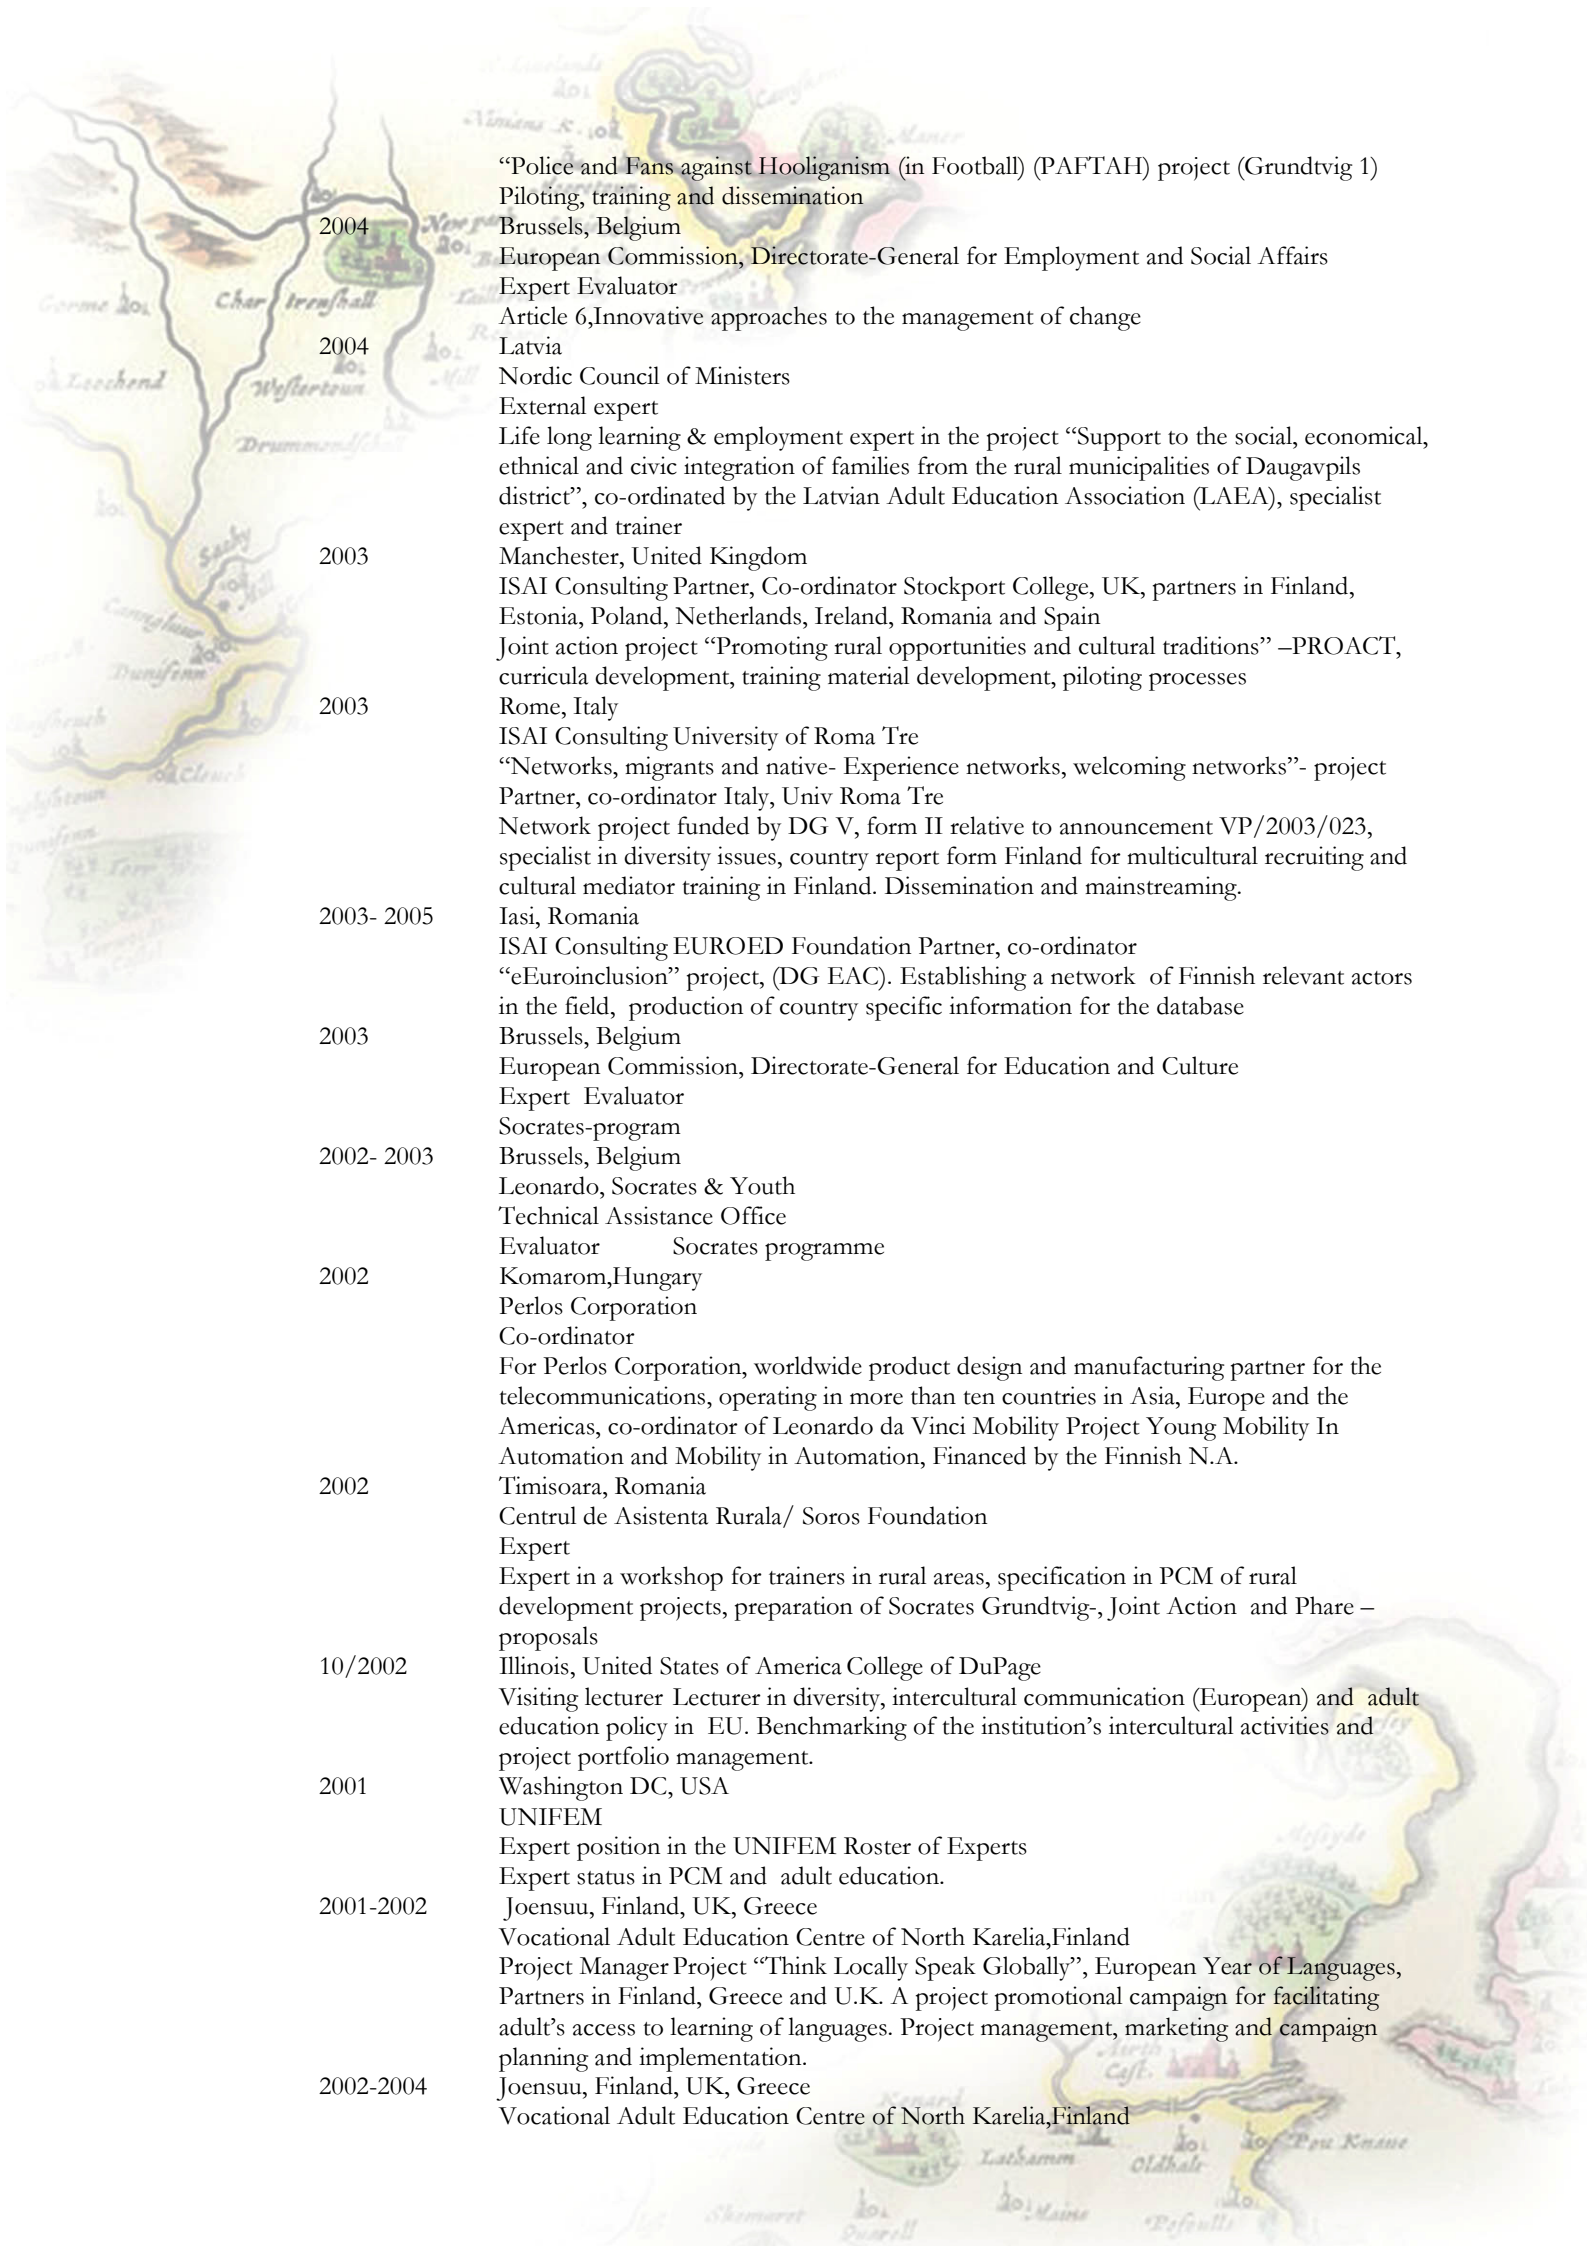 “Police and Fans against Hooliganism (in Football) (PAFTAH) project (Grundtvig 1)
Piloting, training and dissemination
2004 Brussels, Belgium
European Commission, Directorate-General for Employment and Social Affairs
Expert Evaluator
Article 6,Innovative approaches to the management of change
2004 Latvia
Nordic Council of Ministers
External expert
Life long learning & employment expert in the project “Support to the social, economical,
ethnical and civic integration of families from the rural municipalities of Daugavpils
district”, co-ordinated by the Latvian Adult Education Association (LAEA), specialist
expert and trainer
2003 Manchester, United Kingdom
ISAI Consulting Partner, Co-ordinator Stockport College, UK, partners in Finland,
Estonia, Poland, Netherlands, Ireland, Romania and Spain
Joint action project “Promoting rural opportunities and cultural traditions” –PROACT,
curricula development, training material development, piloting processes
2003 Rome, Italy
ISAI Consulting University of Roma Tre
“Networks, migrants and native- Experience networks, welcoming networks”- project
Partner, co-ordinator Italy, Univ Roma Tre
Network project funded by DG V, form II relative to announcement VP/2003/023,
specialist in diversity issues, country report form Finland for multicultural recruiting and
cultural mediator training in Finland. Dissemination and mainstreaming.
2003- 2005 Iasi, Romania
ISAI Consulting EUROED Foundation Partner, co-ordinator
“eEuroinclusion” project, (DG EAC). Establishing a network of Finnish relevant actors
in the field, production of country specific information for the database
2003 Brussels, Belgium
European Commission, Directorate-General for Education and Culture
Expert Evaluator
Socrates-program
2002- 2003 Brussels, Belgium
Leonardo, Socrates & Youth
Technical Assistance Office
Evaluator Socrates programme
2002 Komarom,Hungary
Perlos Corporation
Co-ordinator
For Perlos Corporation, worldwide product design and manufacturing partner for the
telecommunications, operating in more than ten countries in Asia, Europe and the
Americas, co-ordinator of Leonardo da Vinci Mobility Project Young Mobility In
Automation and Mobility in Automation, Financed by the Finnish N.A.
2002 Timisoara, Romania
Centrul de Asistenta Rurala/ Soros Foundation
Expert
Expert in a workshop for trainers in rural areas, specification in PCM of rural
development projects, preparation of Socrates Grundtvig-, Joint Action and Phare –
proposals
10/2002 Illinois, United States of America College of DuPage
Visiting lecturer Lecturer in diversity, intercultural communication (European) and adult
education policy in EU. Benchmarking of the institution’s intercultural activities and
project portfolio management.
2001 Washington DC, USA
UNIFEM
Expert position in the UNIFEM Roster of Experts
Expert status in PCM and adult education.
2001-2002 Joensuu, Finland, UK, Greece
Vocational Adult Education Centre of North Karelia,Finland
Project Manager Project “Think Locally Speak Globally”, European Year of Languages,
Partners in Finland, Greece and U.K. A project promotional campaign for facilitating
adult’s access to learning of languages. Project management, marketing and campaign
planning and implementation.
2002-2004 Joensuu, Finland, UK, Greece
Vocational Adult Education Centre of North Karelia,Finland
Leechend
Westertoun
Dunifenn
Lathamm
Oldhale
Pow Knaue